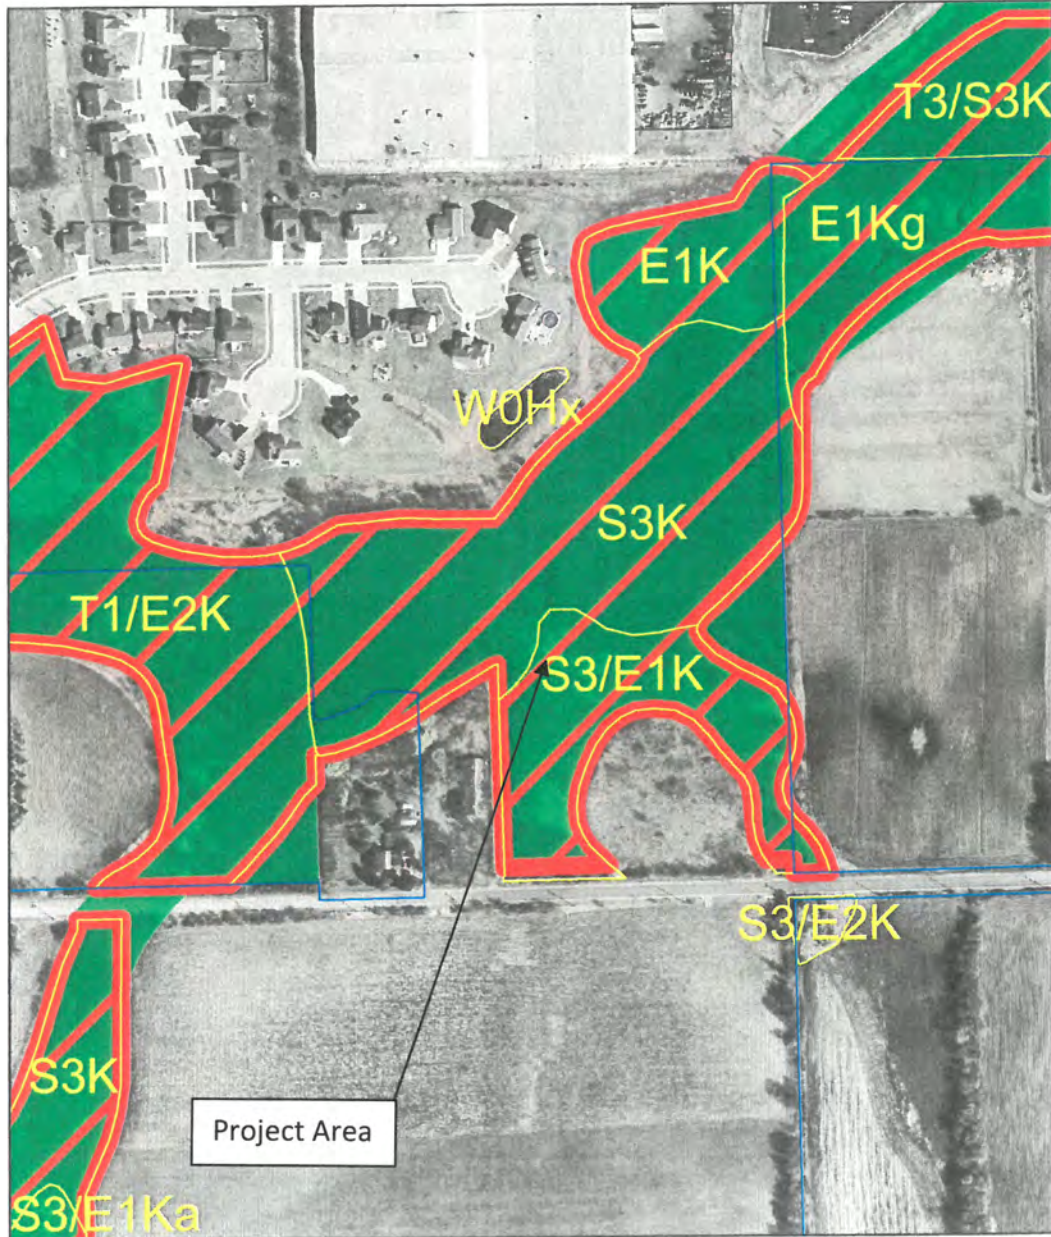 T3/S3K
E1Kg
E1K
W0Hx
S3K
T1/E2K
S3/E1K
S3/E2K
S3K
Project Area
S3/E1Ka